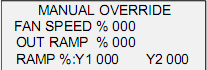 MANUAL OVERRIDE
FAN SPEED % 000
OUT RAMP % 000
RAMP %:Y1 000 Y2 000